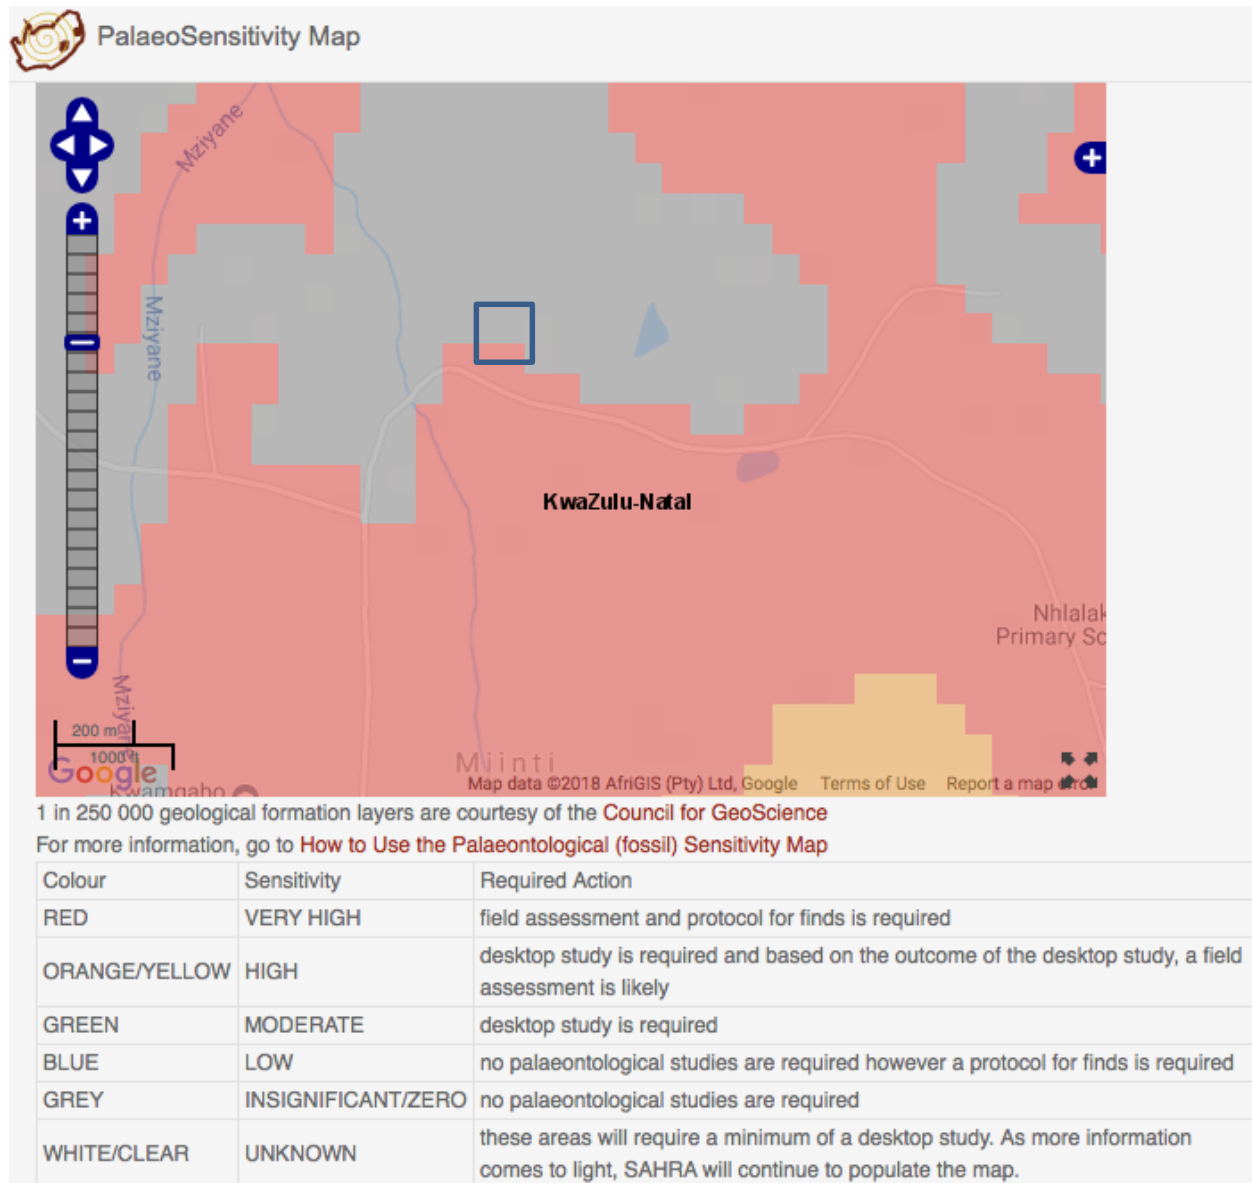 PalaeoSensitivity Map
Mziyane
Mziyane
KwaZulu-Natal
Nhlalak
Primary Sc
Mziyane
200 m
1000 ft
Miinti
Google
Kwamgabo
Map data ©2018 AfriGIS (Pty) Ltd, Google Terms of Use Report a map error
1 in 250 000 geological formation layers are courtesy of the Council for GeoScience
For more information, go to How to Use the Palaeontological (fossil) Sensitivity Map
Colour Sensitivity Required Action
RED VERY HIGH field assessment and protocol for finds is required
ORANGE/YELLOW HIGH desktop study is required and based on the outcome of the desktop study, a field
assessment is likely
GREEN MODERATE desktop study is required
BLUE LOW no palaeontological studies are required however a protocol for finds is required
GREY INSIGNIFICANT/ZERO no palaeontological studies are required
WHITE/CLEAR UNKNOWN these areas will require a minimum of a desktop study. As more information
comes to light, SAHRA will continue to populate the map.